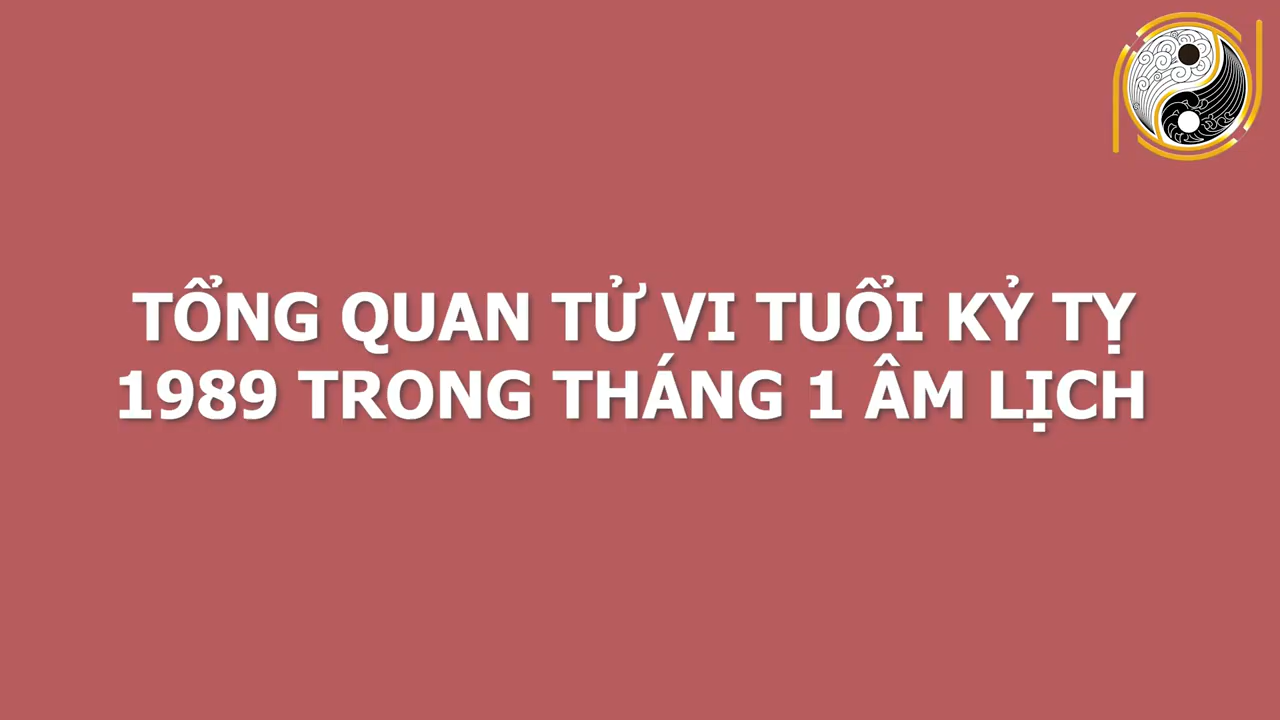 TỔNG QUAN TỬ VI TUỔI KỶ TỴ
1989 TRONG THÁNG 1 ÂM LỊCH